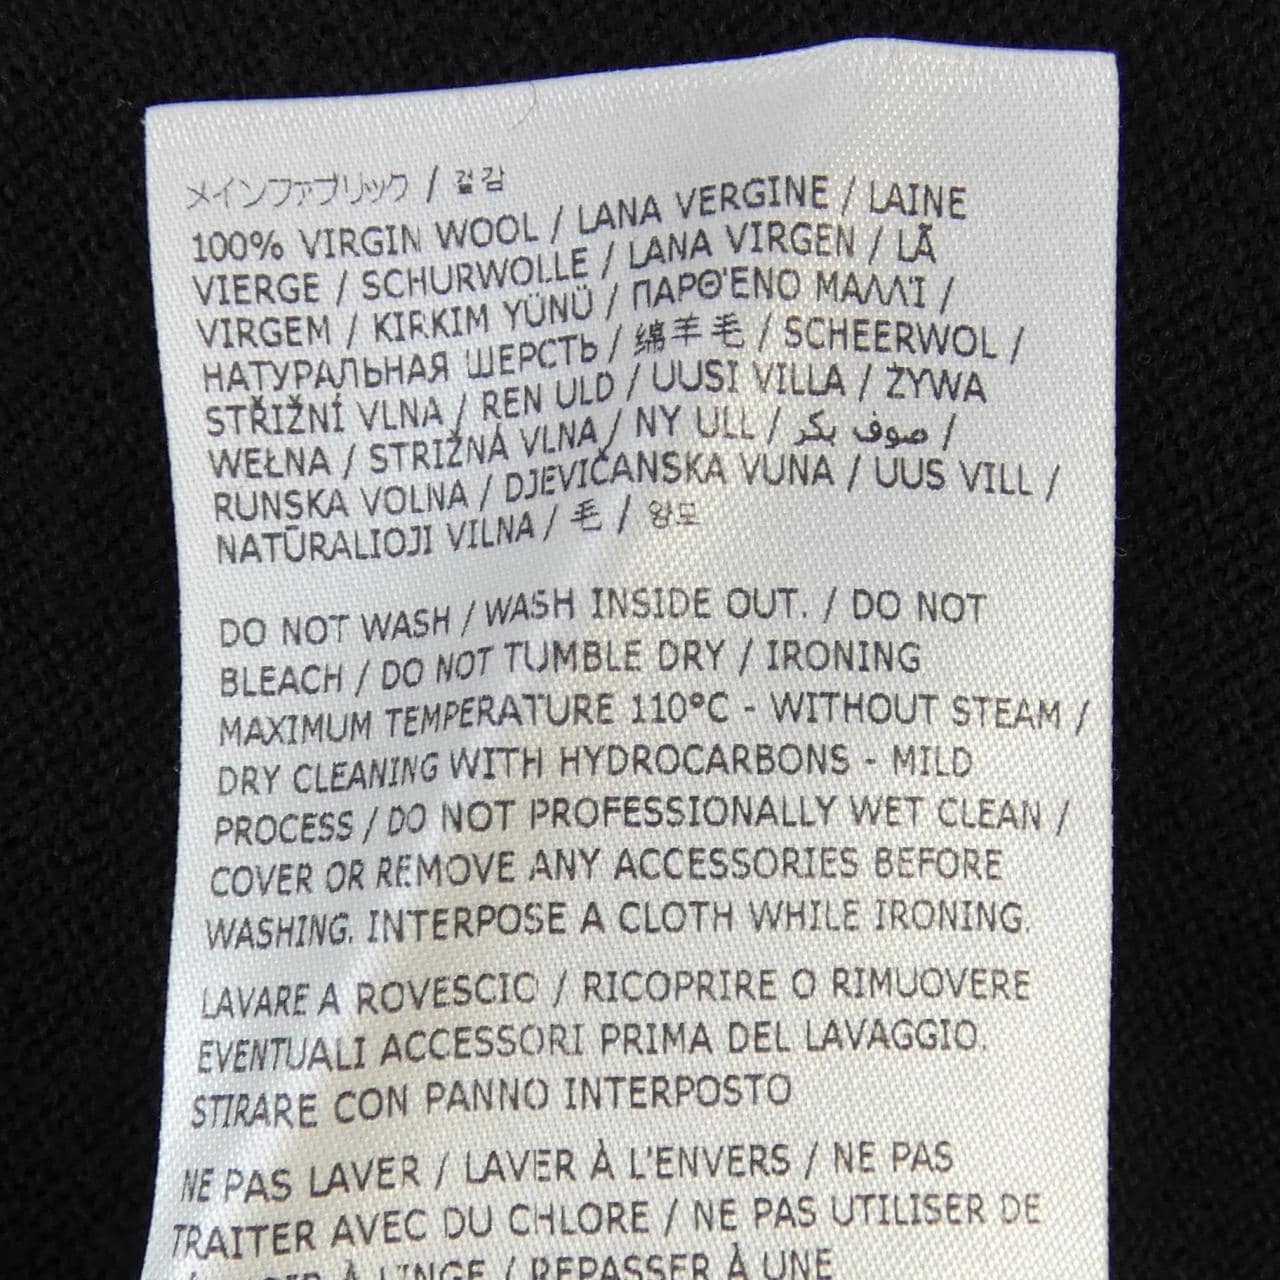 メインファブリック / 겉감
100% VIRGIN WOOL / LANA VERGINE / LAINE
VIERGE / SCHURWOLLE / LANA VIRGEN / LÃ
VIRGEM / KIRKIM YÜNÜ / ΠΑΡΘΈΝΟ ΜΑΛΛΊ /
НАТУРАЛЬНАЯ ШЕРСТЬ / 绵羊毛 / SCHEERWOL /
STŘIŽNÍ VLNA / REN ULD / UUSI VILLA / ŻYWA
WEŁNA / STRIŽNÁ VLNA / NY ULL / صوف بكر /
RUNSKA VOLNA / DJEVIČANSKA VUNA / UUS VILL /
NATŪRALIOJI VILNA / 毛 / 양모
DO NOT WASH / WASH INSIDE OUT. / DO NOT
BLEACH / DO NOT TUMBLE DRY / IRONING
MAXIMUM TEMPERATURE 110°C - WITHOUT STEAM /
DRY CLEANING WITH HYDROCARBONS - MILD
PROCESS / DO NOT PROFESSIONALLY WET CLEAN /
COVER OR REMOVE ANY ACCESSORIES BEFORE
WASHING. INTERPOSE A CLOTH WHILE IRONING.
LAVARE A ROVESCIO / RICOPRIRE O RIMUOVERE
EVENTUALI ACCESSORI PRIMA DEL LAVAGGIO.
STIRARE CON PANNO INTERPOSTO
NE PAS LAVER / LAVER À L'ENVERS / NE PAS
TRAITER AVEC DU CHLORE / NE PAS UTILISER DE
À L'INGE / REPASSER À UNE